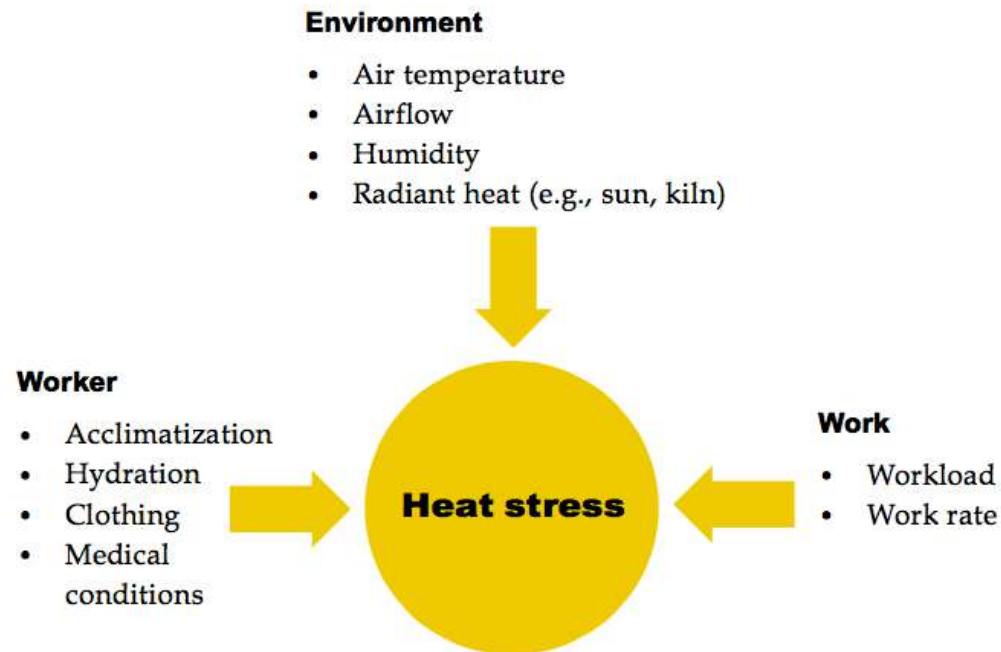 Environment
• Air temperature
• Airflow
• Humidity
• Radiant heat (e.g., sun, kiln)
Worker
• Acclimatization
• Hydration
• Clothing
• Medical
conditions
Heat stress
Work
• Workload
• Work rate